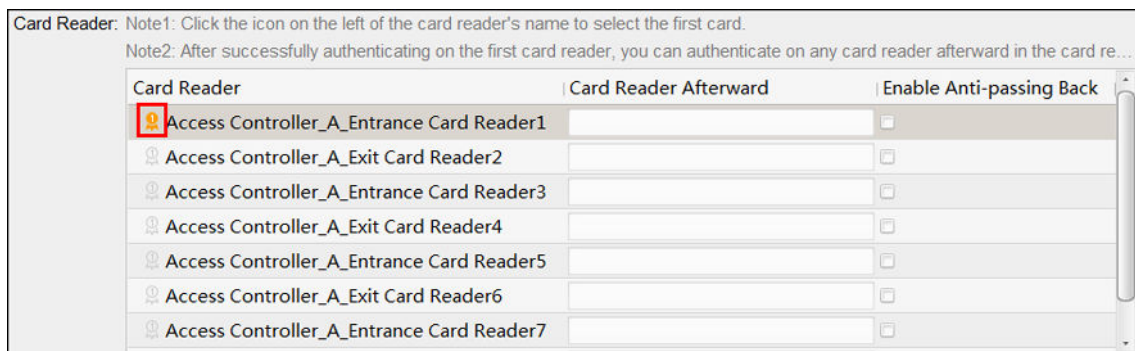 Card Reader: Note1: Click the icon on the left of the card reader's name to select the first card.
Note2: After successfully authenticating on the first card reader, you can authenticate on any card reader afterward in the card re...
Card Reader Card Reader Afterward Enable Anti-passing Back
Access Controller_A_Entrance Card Reader1
Access Controller_A_Exit Card Reader2
Access Controller_A_Entrance Card Reader3
Access Controller_A_Exit Card Reader4
Access Controller_A_Entrance Card Reader5
Access Controller_A_Exit Card Reader6
Access Controller_A_Entrance Card Reader7